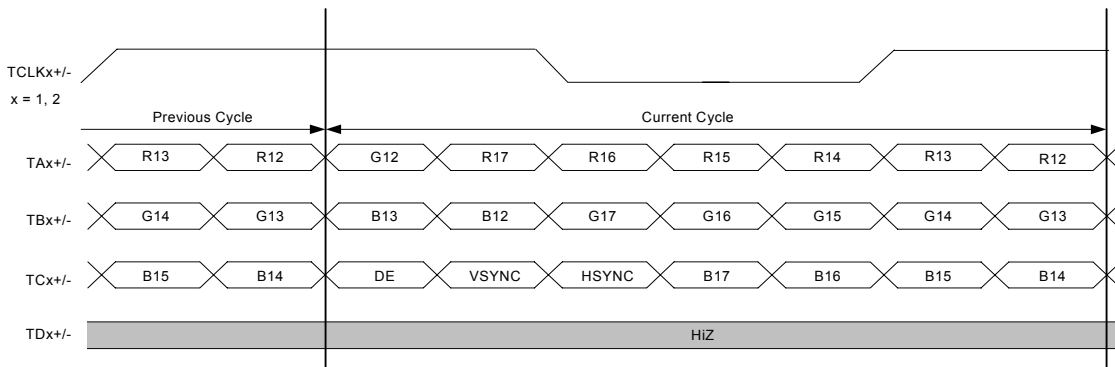 TCLKx+/-
x = 1, 2
Previous Cycle Current Cycle
TAx+/- R13 R12 G12 R17 R16 R15 R14 R13 R12
TBx+/- G14 G13 B13 B12 G17 G16 G15 G14 G13
TCx+/- B15 B14 DE VSYNC HSYNC B17 B16 B15 B14
TDx+/- HiZ